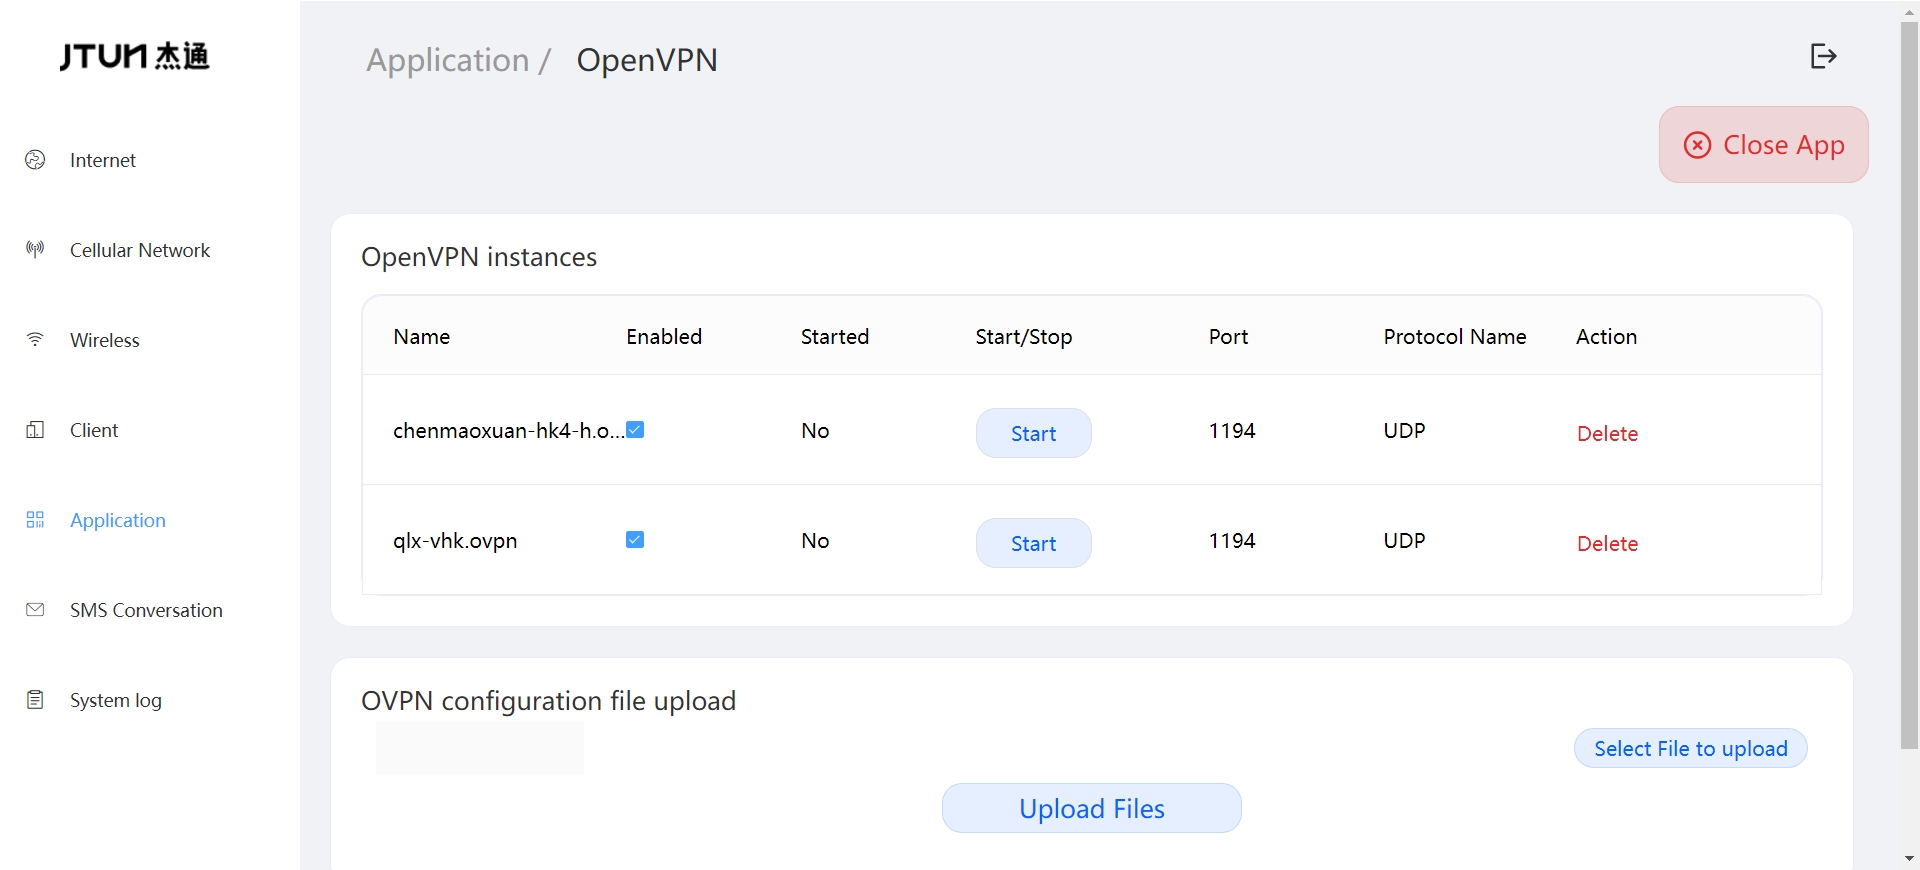 JTUN 杰通
Internet
Cellular Network
Wireless
Client
Application
SMS Conversation
System log
Application / OpenVPN
Close App
OpenVPN instances
Name Enabled Started Start/Stop Port Protocol Name Action
chenmaoxuan-hk4-h.o... No Start 1194 UDP Delete
qlx-vhk.ovpn No Start 1194 UDP Delete
OVPN configuration file upload
Select File to upload
Upload Files